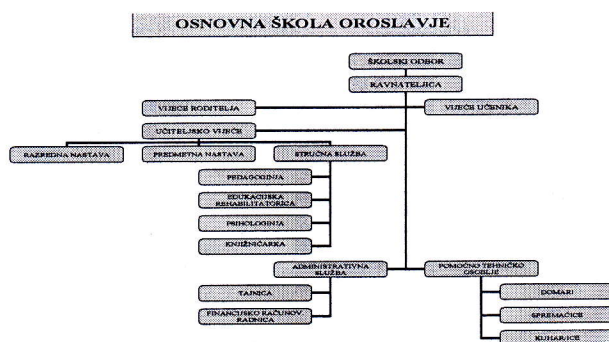 OSNOVNA ŠKOLA OROSLAVJE
ŠKOLSKI ODBOR
RAVNATELJICA
VIJEĆE RODITELJA
VIJEĆE UČENIKA
UČITELJSKO VIJEĆE
RAZREDNA NASTAVA
PREDMETNA NASTAVA
STRUČNA SLUŽBA
PEDAGOGINJA
EDUKACIJSKA
REHABILITATORICA
PSIHOLOGINJA
KNJIŽNIČARKA
ADMINISTRATIVNA
SLUŽBA
POMOĆNO TEHNIČKO
OSOBLJE
TAJNICA
DOMARI
FINANCIJSKO RAČUNOV.
RADNICA
SPREMAČICE
KUHARICE